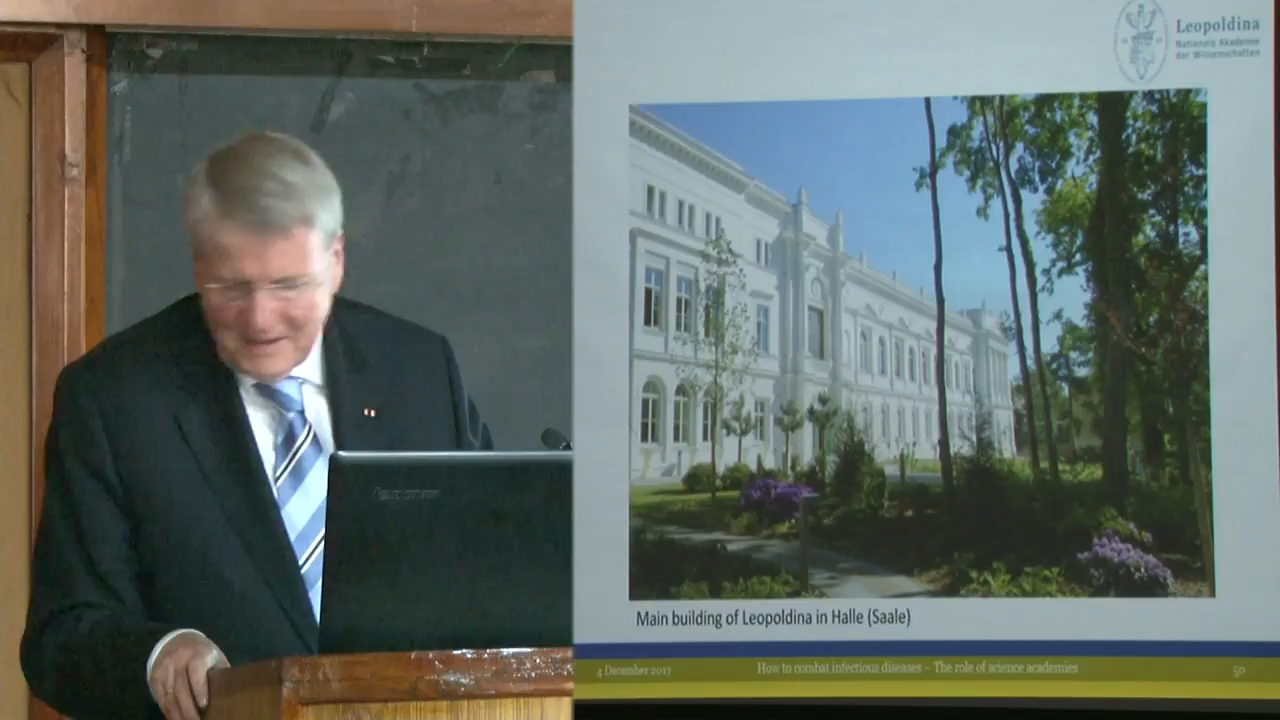 Leopoldina
Nationale Akademie
der Wissenschaften
Main building of Leopoldina in Halle (Saale)
4 December 2017
How to combat infectious diseases – The role of science academies
50